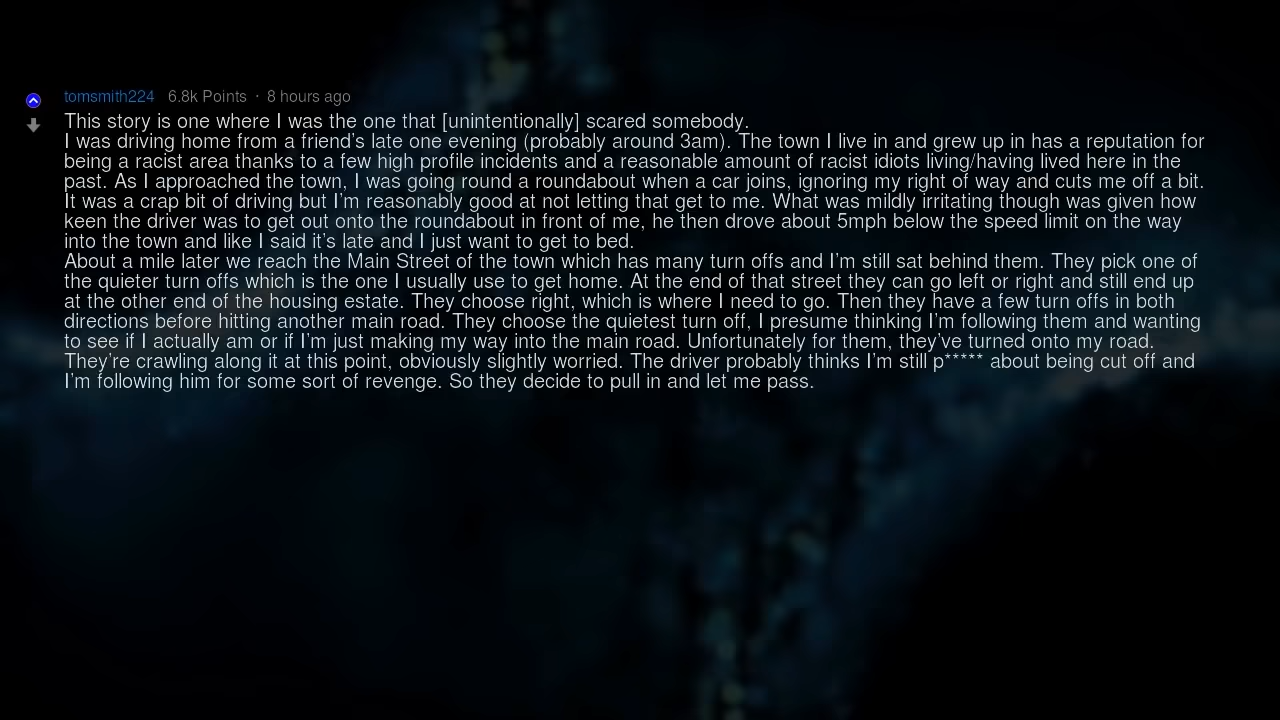 tomsmith224 6.8k Points · 8 hours ago
This story is one where I was the one that [unintentionally] scared somebody.
I was driving home from a friend's late one evening (probably around 3am). The town I live in and grew up in has a reputation for
being a racist area thanks to a few high profile incidents and a reasonable amount of racist idiots living/having lived here in the
past. As I approached the town, I was going round a roundabout when a car joins, ignoring my right of way and cuts me off a bit.
It was a crap bit of driving but I'm reasonably good at not letting that get to me. What was mildly irritating though was given how
keen the driver was to get out onto the roundabout in front of me, he then drove about 5mph below the speed limit on the way
into the town and like I said it's late and I just want to get to bed.
About a mile later we reach the Main Street of the town which has many turn offs and I'm still sat behind them. They pick one of
the quieter turn offs which is the one I usually use to get home. At the end of that street they can go left or right and still end up
at the other end of the housing estate. They choose right, which is where I need to go. Then they have a few turn offs in both
directions before hitting another main road. They choose the quietest turn off, I presume thinking I'm following them and wanting
to see if I actually am or if I'm just making my way into the main road. Unfortunately for them, they've turned onto my road.
They're crawling along it at this point, obviously slightly worried. The driver probably thinks I'm still p***** about being cut off and
I'm following him for some sort of revenge. So they decide to pull in and let me pass.